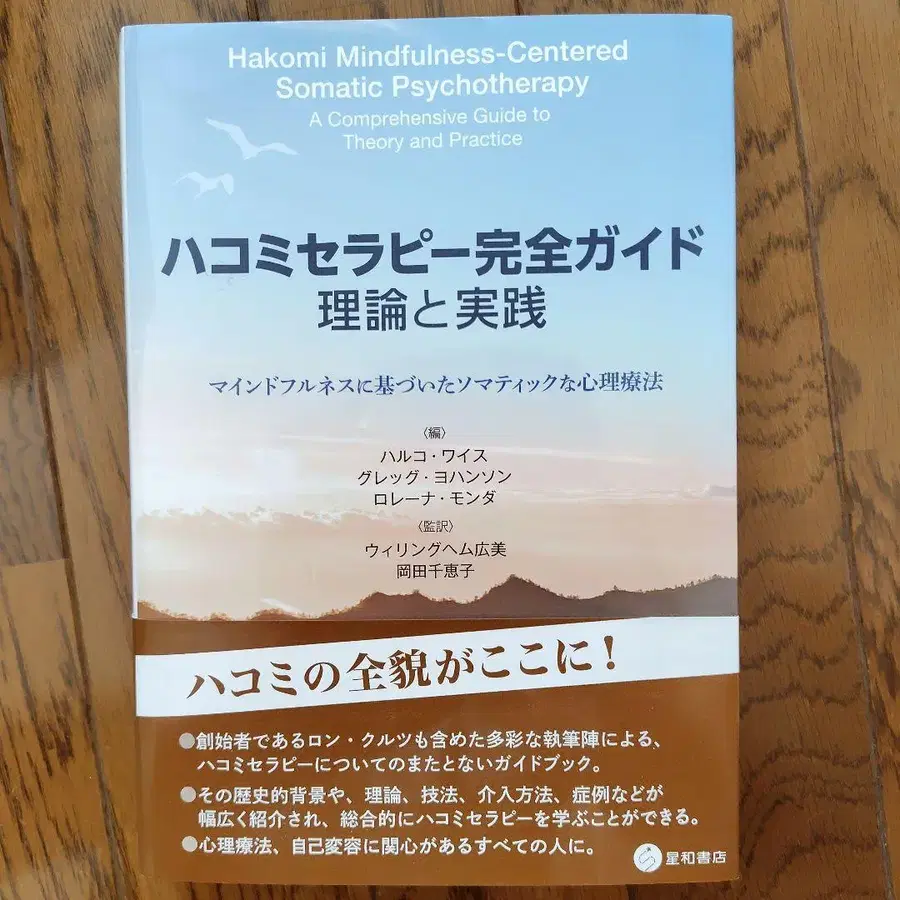 Hakomi Mindfulness-Centered
Somatic Psychotherapy
A Comprehensive Guide to
Theory and Practice
ハコミセラピー完全ガイド
理論と実践
マインドフルネスに基づいたソマティックな心理療法
〈編〉
ハルコ・ワイス
グレッグ・ヨハンソン
ロレーナ・モンダ
〈監訳〉
ウィリングヘム広美
岡田千恵子
ハコミの全貌がここに！
●創始者であるロン・クルツも含めた多彩な執筆陣による、
ハコミセラピーについてのまたとないガイドブック。
●その歴史的背景や、理論、技法、介入方法、症例などが
幅広く紹介され、総合的にハコミセラピーを学ぶことができる。
●心理療法、自己変容に関心があるすべての人に。
星和書店